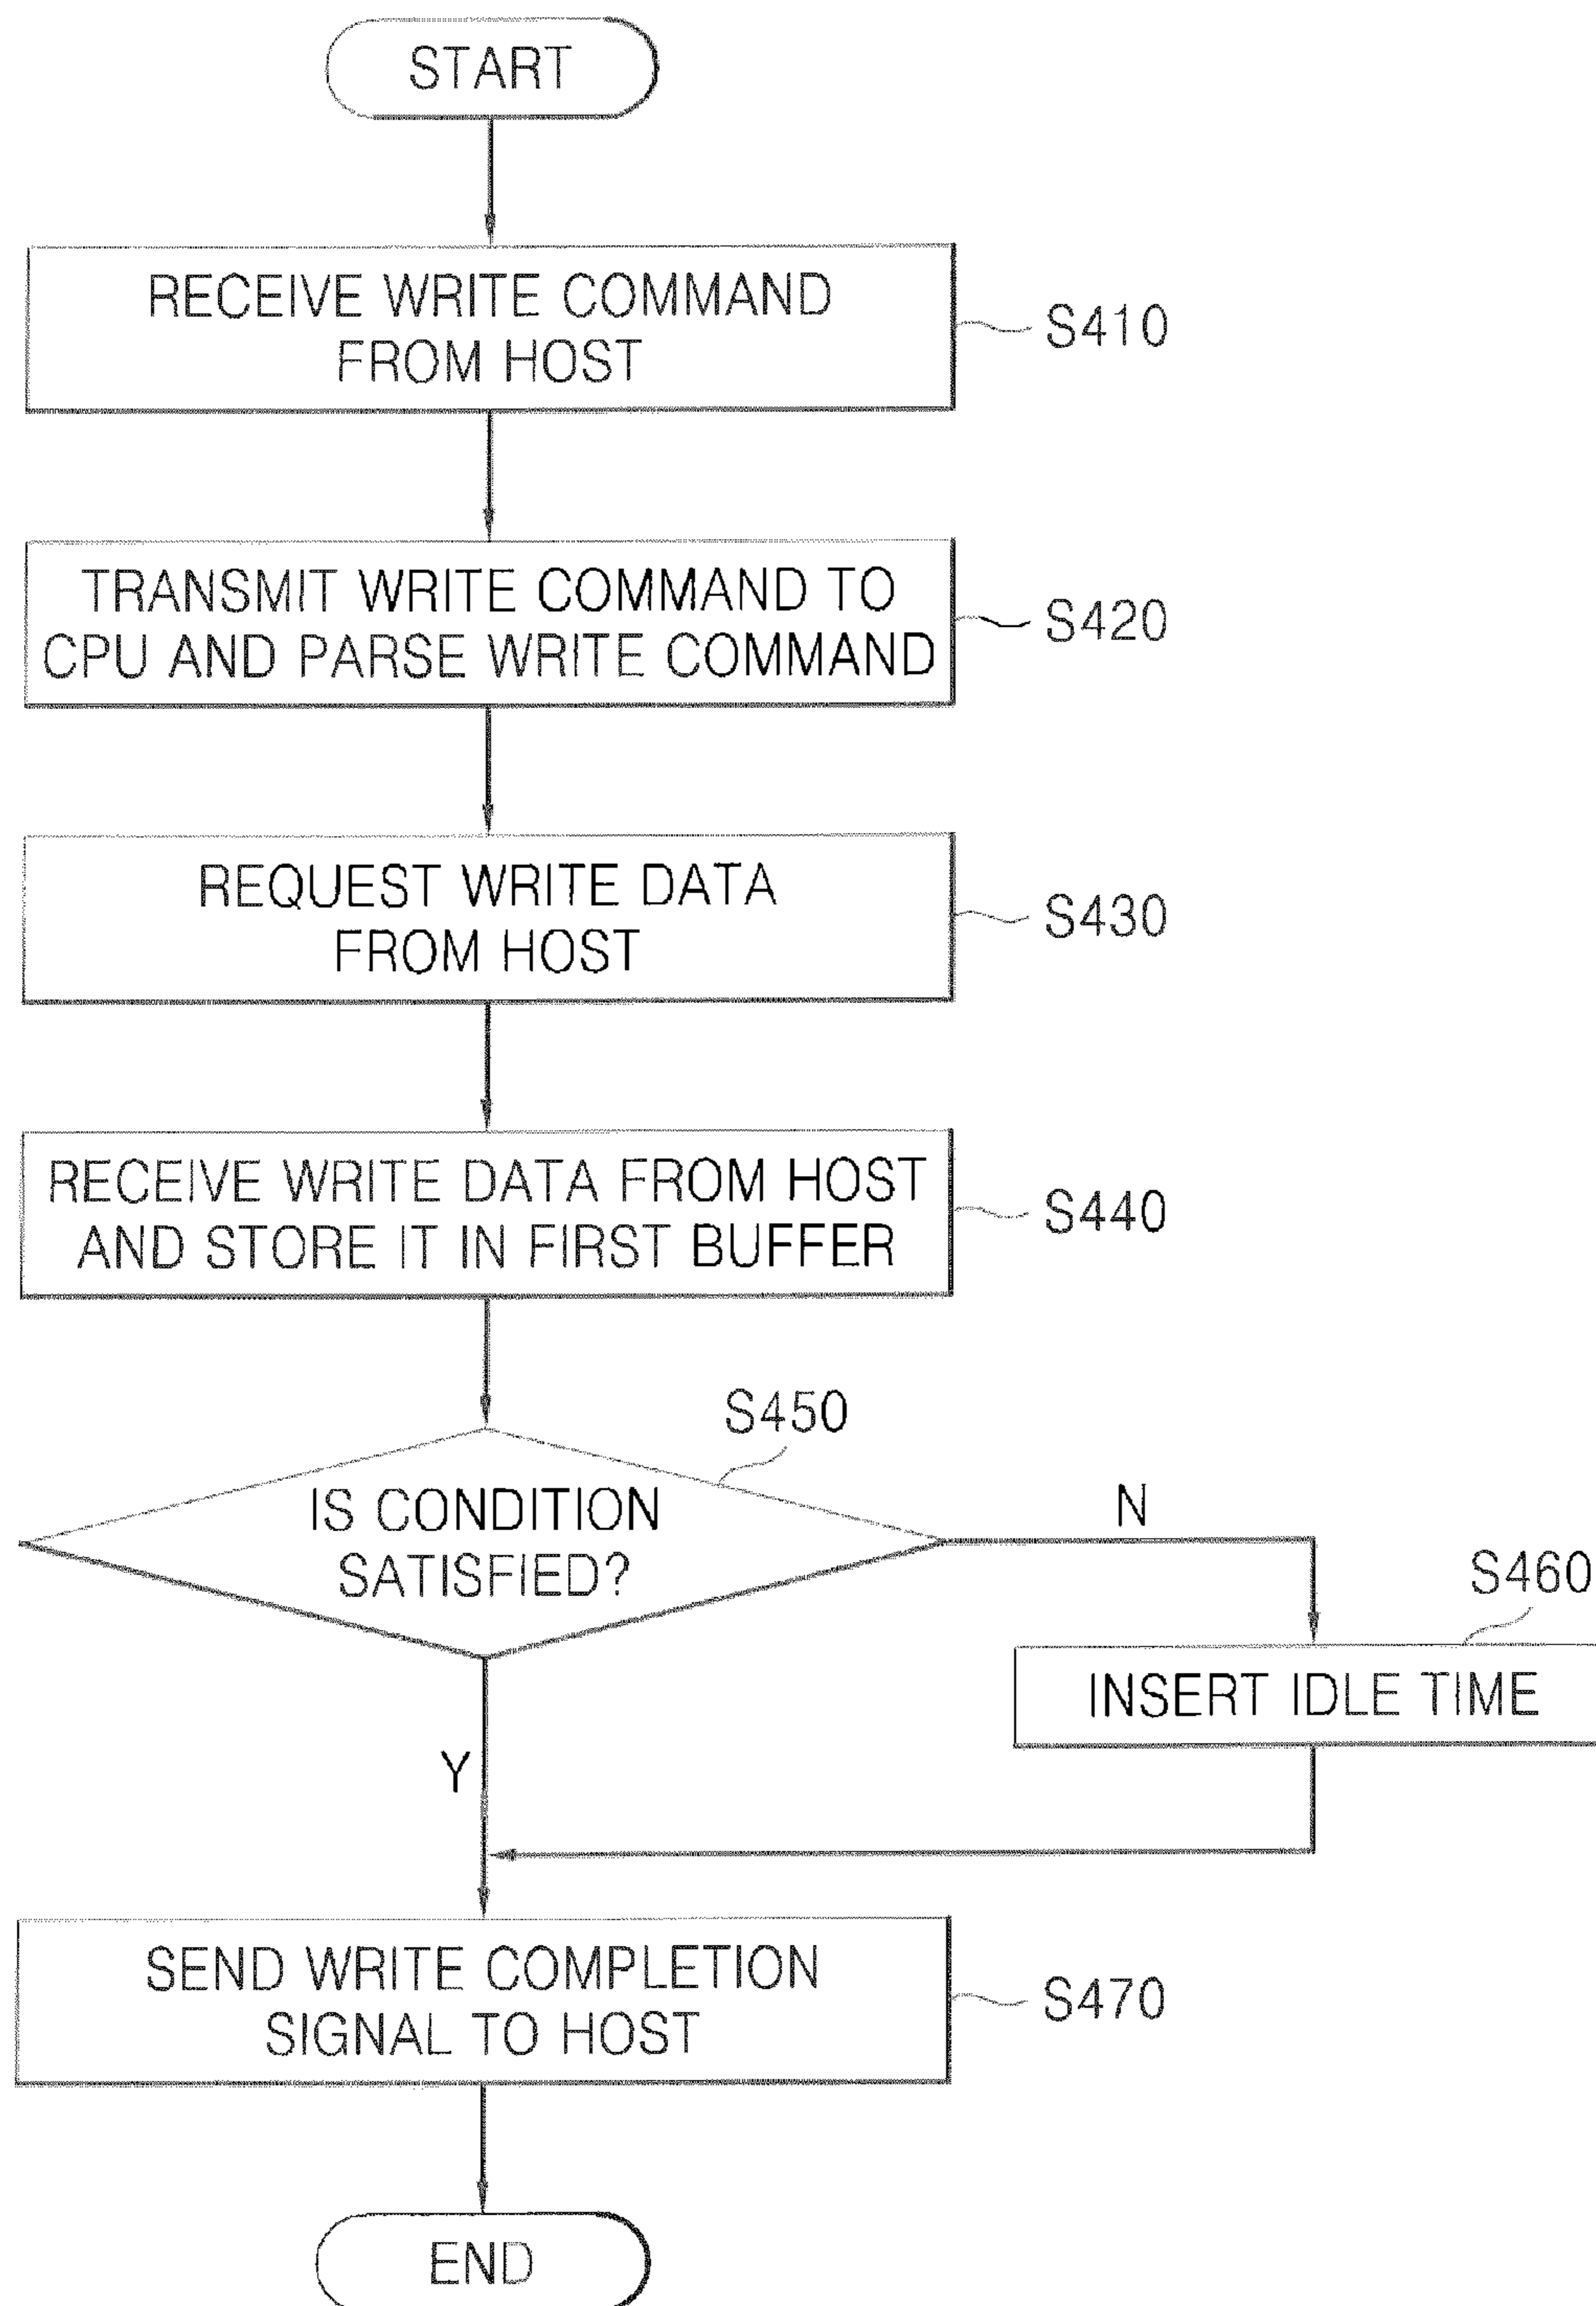 START
RECEIVE WRITE COMMAND
FROM HOST
S410
TRANSMIT WRITE COMMAND TO
CPU AND PARSE WRITE COMMAND
S420
REQUEST WRITE DATA
FROM HOST
S430
RECEIVE WRITE DATA FROM HOST
AND STORE IT IN FIRST BUFFER
S440
S450
IS CONDITION
SATISFIED?
N
S460
INSERT IDLE TIME
Y
SEND WRITE COMPLETION
SIGNAL TO HOST
S470
END